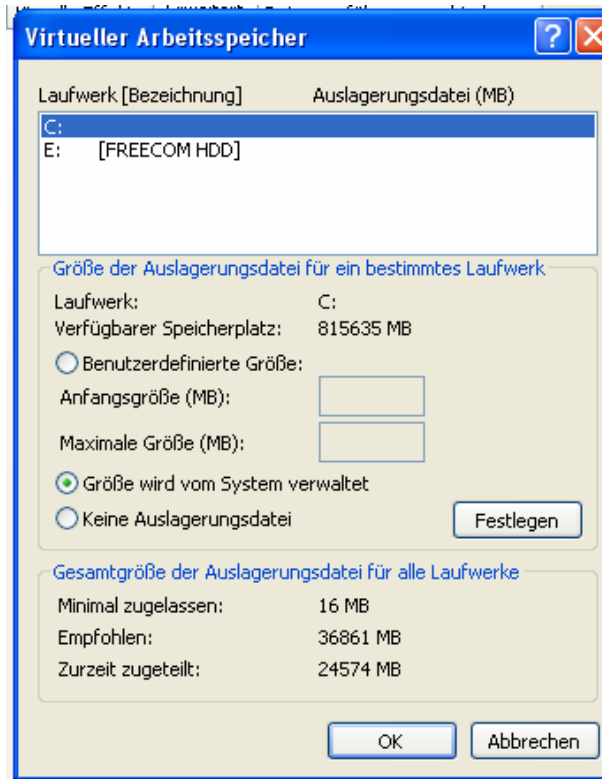 Virtueller Arbeitsspeicher
Laufwerk [Bezeichnung] Auslagerungsdatei (MB)
C:
E: [FREECOM HDD]
Größe der Auslagerungsdatei für ein bestimmtes Laufwerk
Laufwerk: C:
Verfügbarer Speicherplatz: 815635 MB
Benutzerdefinierte Größe:
Anfangsgröße (MB):
Maximale Größe (MB):
Größe wird vom System verwaltet
Keine Auslagerungsdatei
Festlegen
Gesamtgröße der Auslagerungsdatei für alle Laufwerke
Minimal zugelassen: 16 MB
Empfohlen: 36861 MB
Zurzeit zugeteilt: 24574 MB
OK Abbrechen